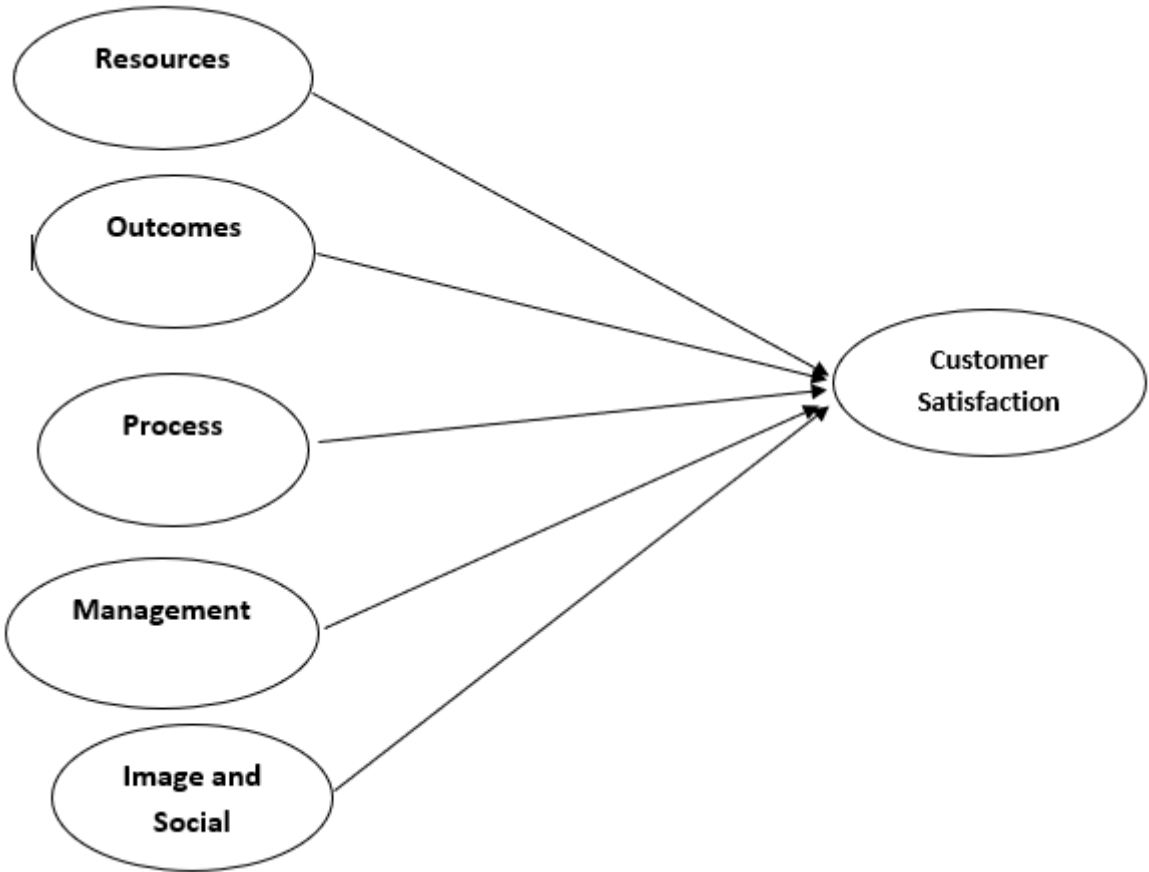 Resources
Outcomes
Process
Management
Image and
Social
Customer
Satisfaction